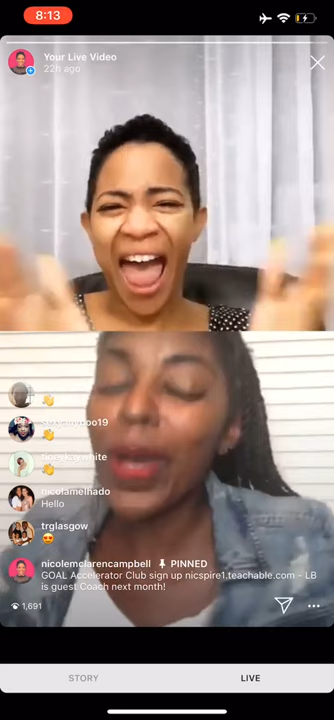 8:13
Your Live Video
22h ago
nicolamelnado
Hello
trglasgow
nicolemclarencampbell PINNED
GOAL Accelerator Club sign up nicspire1.teachable.com - LB
is guest Coach next month!
1,691
STORY LIVE